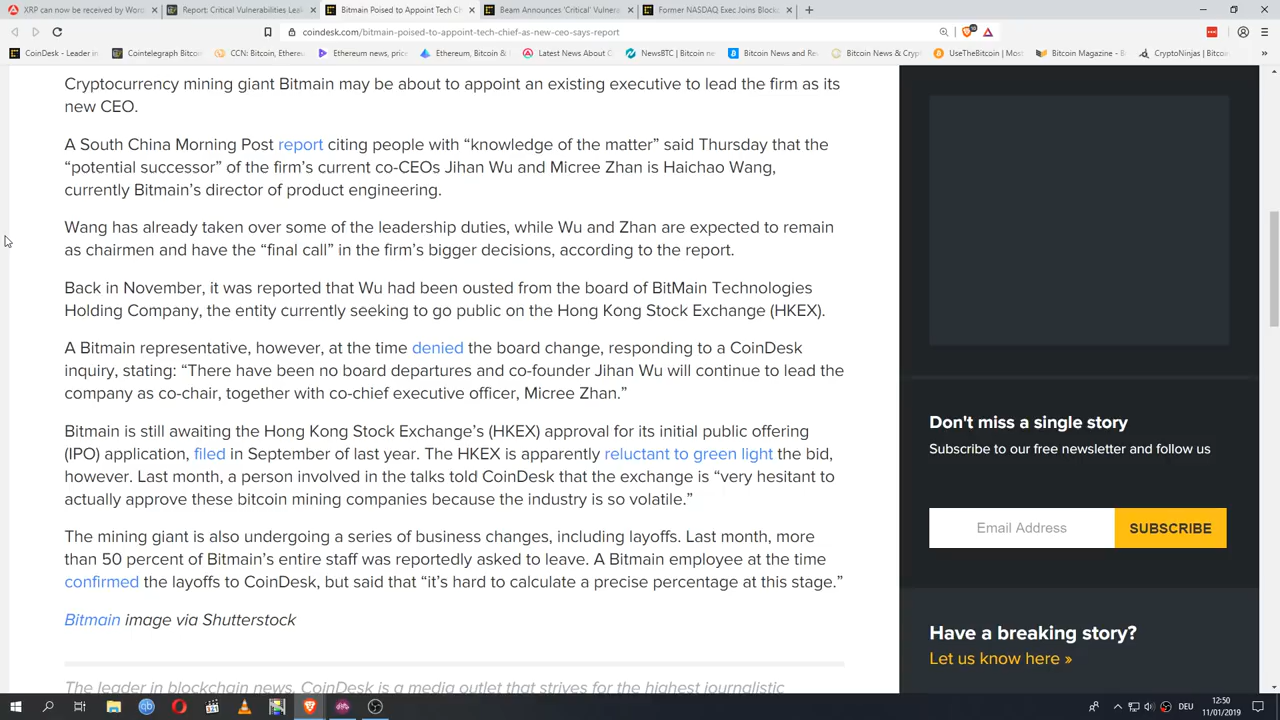 XRP can now be received by Wor
Report: Critical Vulnerabilities Leak
Bitmain Poised to Appoint Tech C
Beam Announces 'Critical' Vulnera
Former NASDAQ Exec Joins Block
coindesk.com/bitmain-poised-to-appoint-tech-chief-as-new-ceo-says-report
CoinDesk - Leader in
Cointelegraph Bitcoin
CCN: Bitcoin, Ethereu
Ethereum news, price
Ethereum, Bitcoin &
Latest News About C
NewsBTC | Bitcoin ne
Bitcoin News and Re
Bitcoin News & Cryp
UseTheBitcoin | Most
Bitcoin Magazine - B
CryptoNinjas | Bitcoi
»
Cryptocurrency mining giant Bitmain may be about to appoint an existing executive to lead the firm as its
new CEO.
A South China Morning Post report citing people with “knowledge of the matter” said Thursday that the
“potential successor” of the firm’s current co-CEOs Jihan Wu and Micree Zhan is Haichao Wang,
currently Bitmain’s director of product engineering.
Wang has already taken over some of the leadership duties, while Wu and Zhan are expected to remain
as chairmen and have the “final call” in the firm’s bigger decisions, according to the report.
Back in November, it was reported that Wu had been ousted from the board of BitMain Technologies
Holding Company, the entity currently seeking to go public on the Hong Kong Stock Exchange (HKEX).
A Bitmain representative, however, at the time denied the board change, responding to a CoinDesk
inquiry, stating: “There have been no board departures and co-founder Jihan Wu will continue to lead the
company as co-chair, together with co-chief executive officer, Micree Zhan.”
Bitmain is still awaiting the Hong Kong Stock Exchange’s (HKEX) approval for its initial public offering
(IPO) application, filed in September of last year. The HKEX is apparently reluctant to green light the bid,
however. Last month, a person involved in the talks told CoinDesk that the exchange is “very hesitant to
actually approve these bitcoin mining companies because the industry is so volatile.”
The mining giant is also undergoing a series of business changes, including layoffs. Last month, more
than 50 percent of Bitmain’s entire staff was reportedly asked to leave. A Bitmain employee at the time
confirmed the layoffs to CoinDesk, but said that “it’s hard to calculate a precise percentage at this stage.”
Bitmain image via Shutterstock
The leader in blockchain news, CoinDesk is a media outlet that strives for the highest journalistic
Don't miss a single story
Subscribe to our free newsletter and follow us
Email Address
SUBSCRIBE
Have a breaking story?
Let us know here »
DEU
12:50
11/01/2019